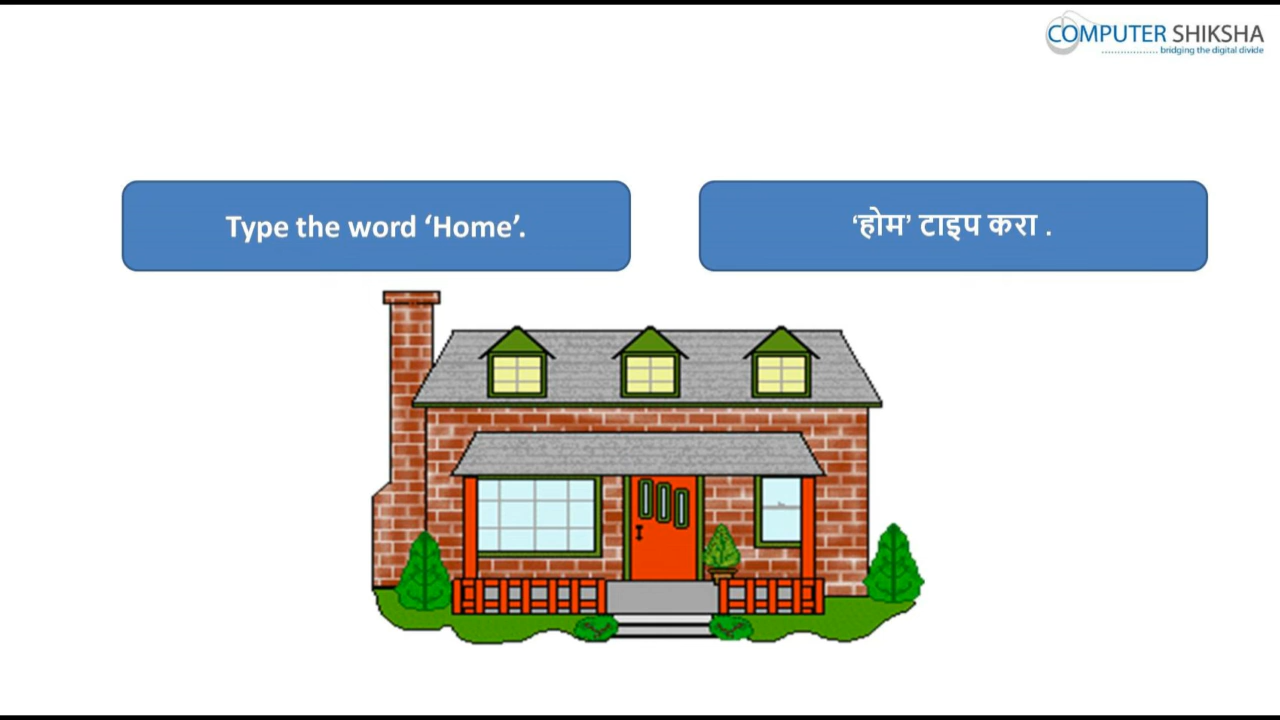 COMPUTER SHIKSHA
.................. bridging the digital divide
Type the word ‘Home’.
‘होम’ टाइप करा .